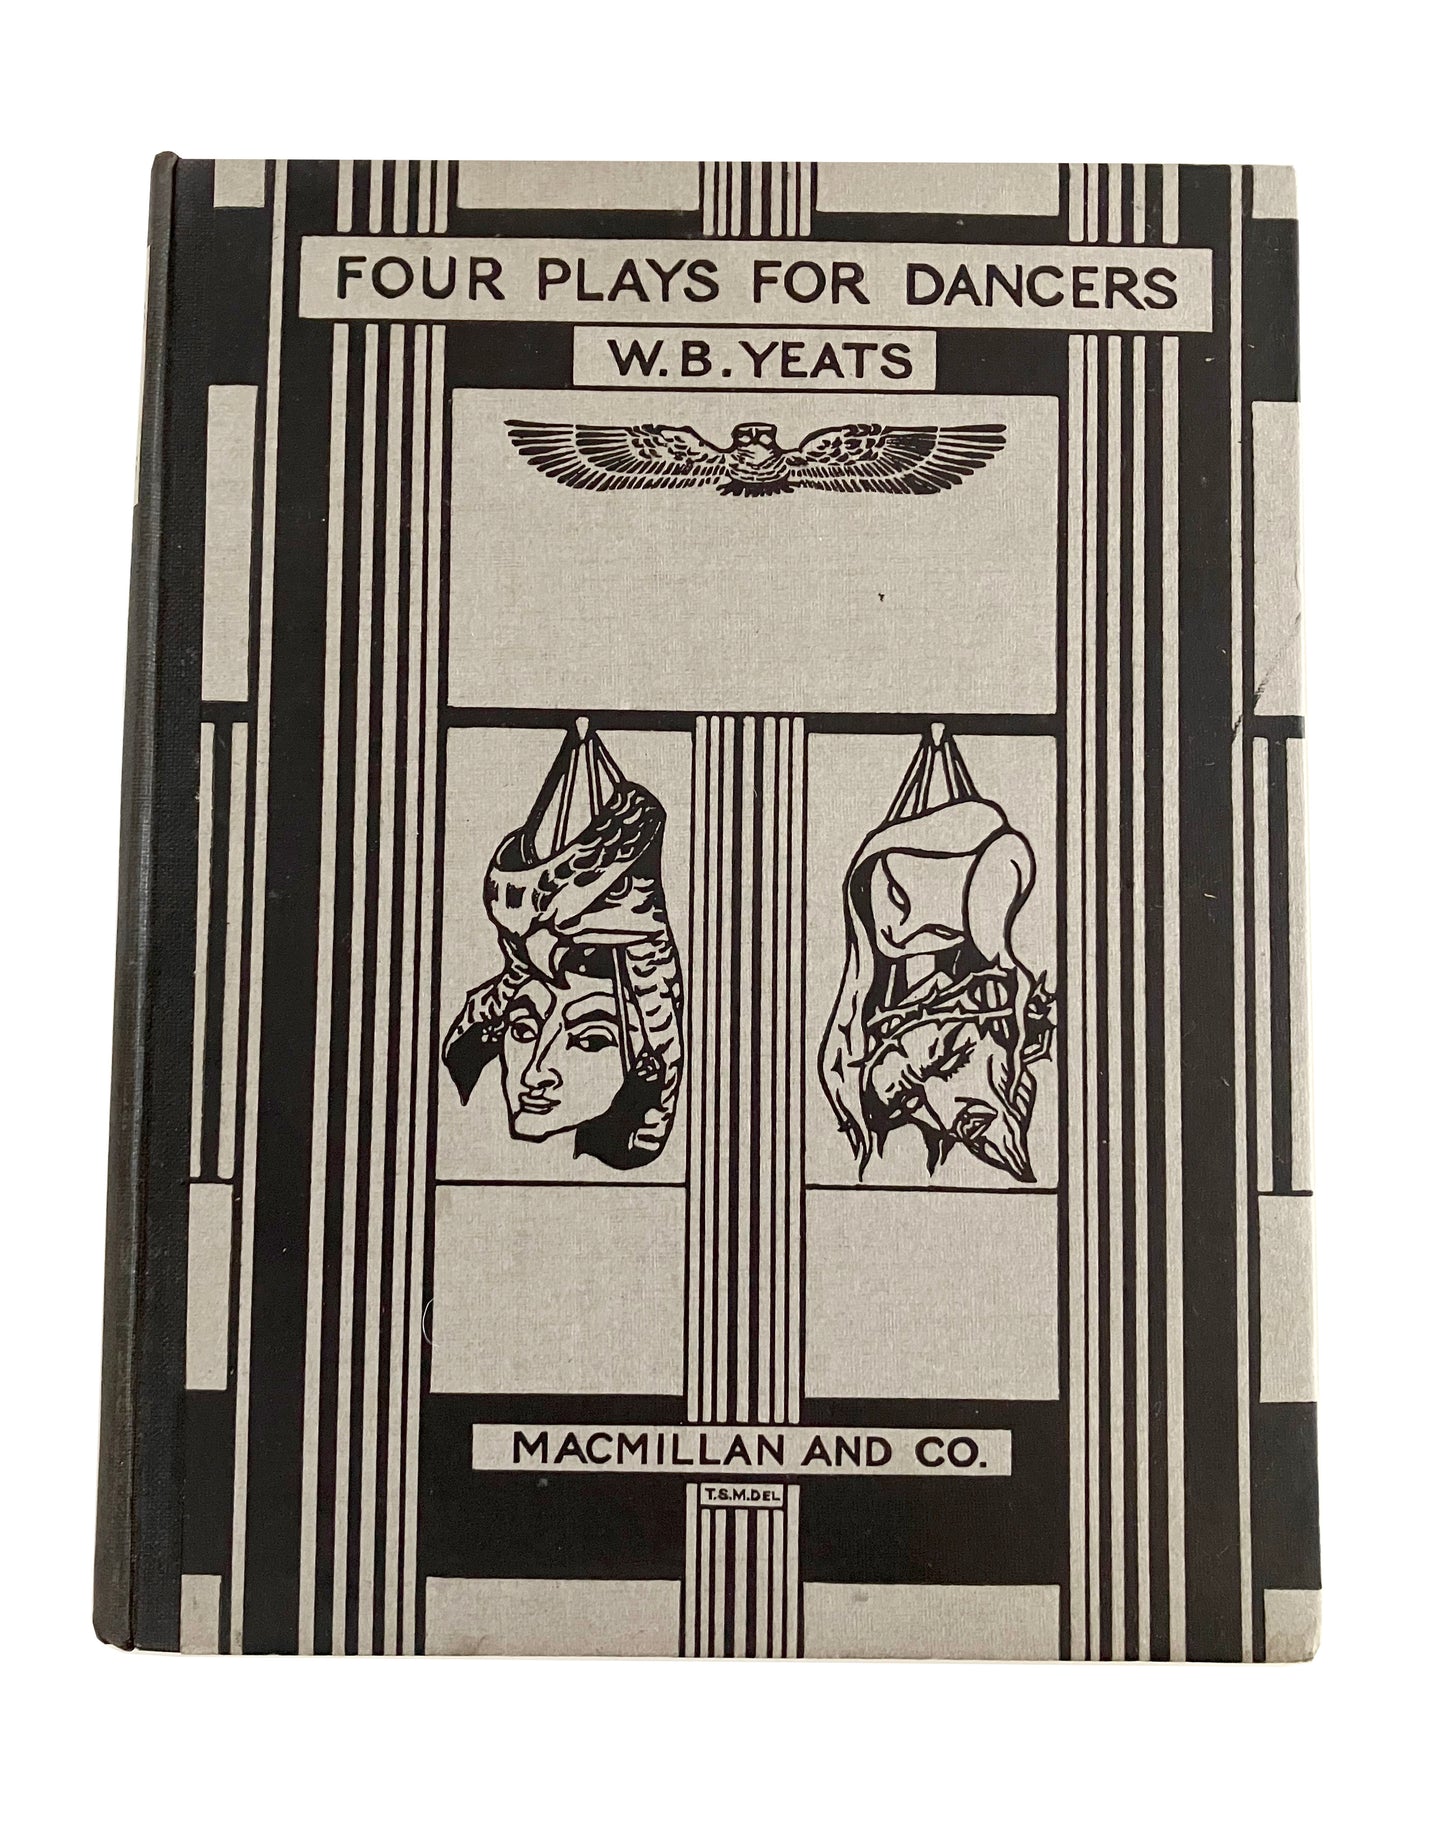 FOUR PLAYS FOR DANCERS
W.B. YEATS
MACMILLAN AND CO.
T.S.M.DEL